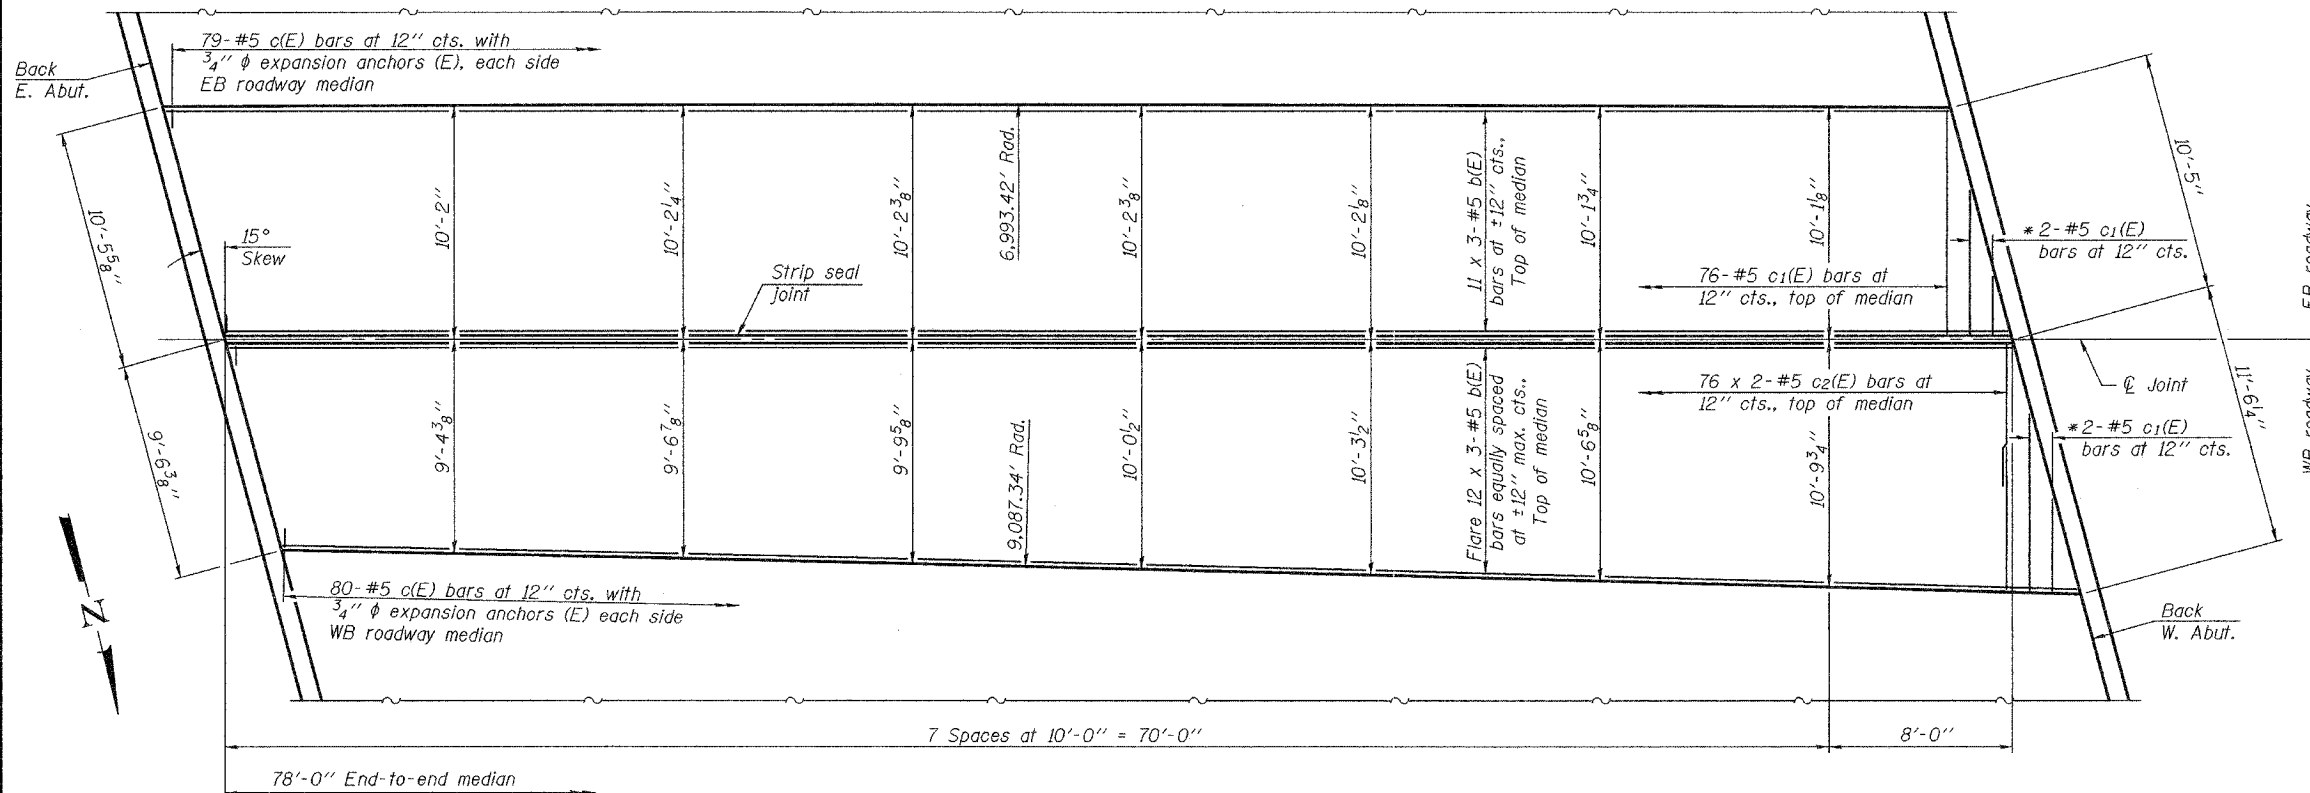 79-#5 c(E) bars at 12" cts. with
3/4" ϕ expansion anchors (E), each side
EB roadway median
Back
E. Abut.
10'-5 5/8"
9'-6 3/8"
15°
Skew
10'-2"
10'-2 1/4"
10'-2 3/8"
6,993.42' Rad.
10'-2 3/8"
10'-2 1/8"
11 x 3-#5 b(E)
bars at ±12" cts.,
Top of median
10'-1 3/4"
10'-1 1/8"
Strip seal
joint
76-#5 c1(E) bars at
12" cts., top of median
* 2-#5 c1(E)
bars at 12" cts.
10'-5"
EB roadway
9'-4 3/8"
9'-6 7/8"
9'-9 5/8"
9,087.34' Rad.
10'-0 1/2"
10'-3 1/2"
Flare 12 x 3-#5 b(E)
bars equally spaced
at ±12" max. cts.,
Top of median
10'-6 5/8"
10'-9 3/4"
76 x 2-#5 c2(E) bars at
12" cts., top of median
℄ Joint
* 2-#5 c1(E)
bars at 12" cts.
11'-6 1/4"
WB roadway
80-#5 c(E) bars at 12" cts. with
3/4" ϕ expansion anchors (E) each side
WB roadway median
Back
W. Abut.
N
7 Spaces at 10'-0" = 70'-0"
8'-0"
78'-0" End-to-end median